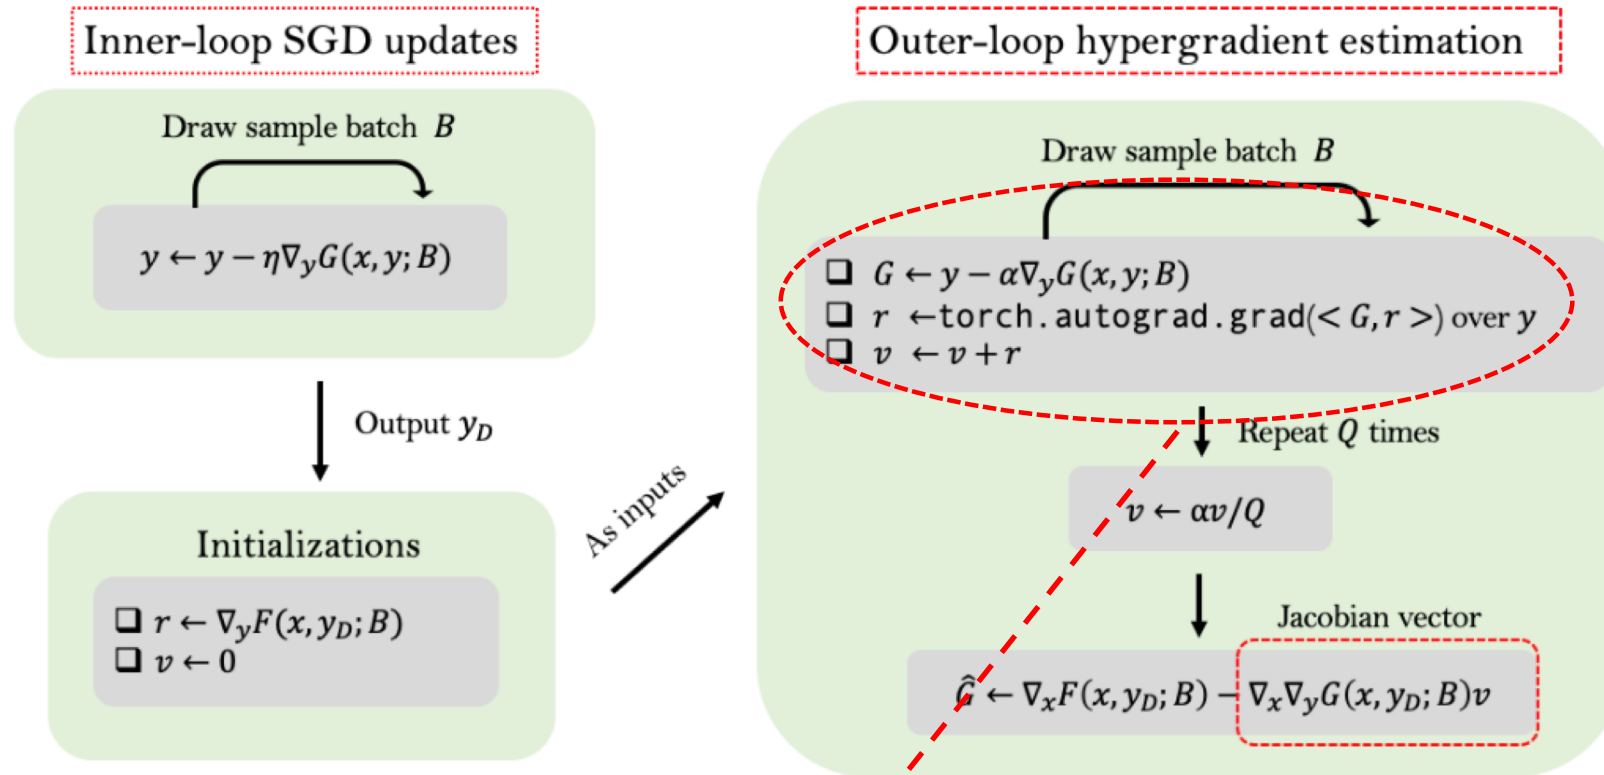 Inner-loop SGD updates
Draw sample batch B
y ← y − η∇yG(x, y; B)
Output yD
Initializations
❑ r ← ∇yF(x, yD; B)
❑ v ← 0
As inputs
Outer-loop hypergradient estimation
Draw sample batch B
❑ G ← y − α∇yG(x, y; B)
❑ r ←torch.autograd.grad(< G, r >) over y
❑ v ← v + r
Repeat Q times
v ← αv/Q
Jacobian vector
Ĝ ← ∇xF(x, yD; B) − ∇x∇yG(x, yD; B)v